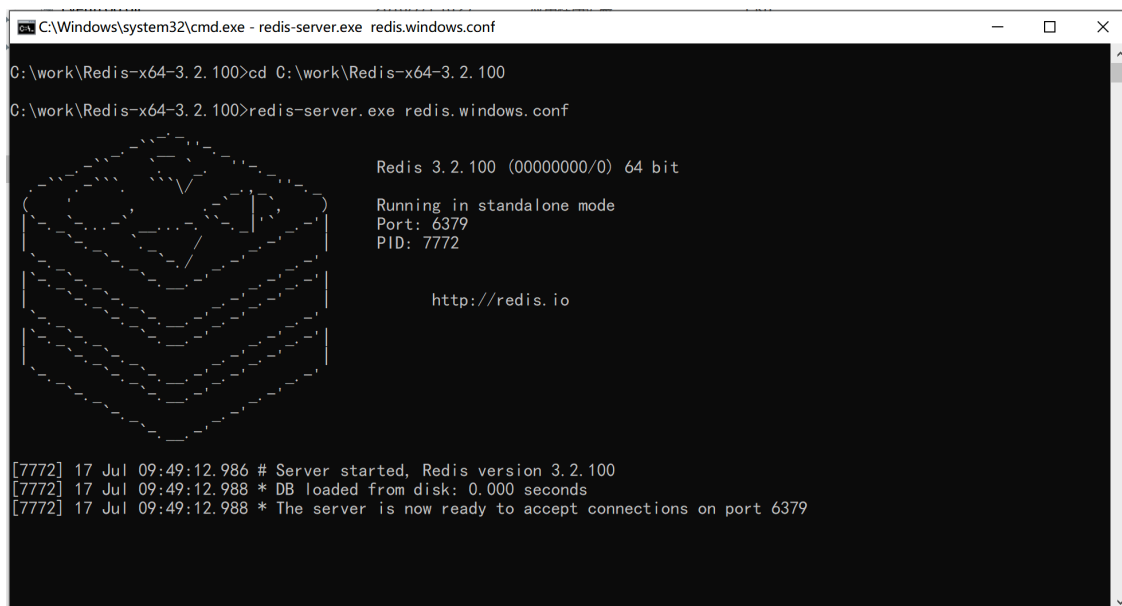 C:\Windows\system32\cmd.exe - redis-server.exe redis.windows.conf
C:\work\Redis-x64-3.2.100>cd C:\work\Redis-x64-3.2.100
C:\work\Redis-x64-3.2.100>redis-server.exe redis.windows.conf
Redis 3.2.100 (00000000/0) 64 bit
Running in standalone mode
Port: 6379
PID: 7772
http://redis.io
[7772] 17 Jul 09:49:12.986 # Server started, Redis version 3.2.100
[7772] 17 Jul 09:49:12.988 * DB loaded from disk: 0.000 seconds
[7772] 17 Jul 09:49:12.988 * The server is now ready to accept connections on port 6379